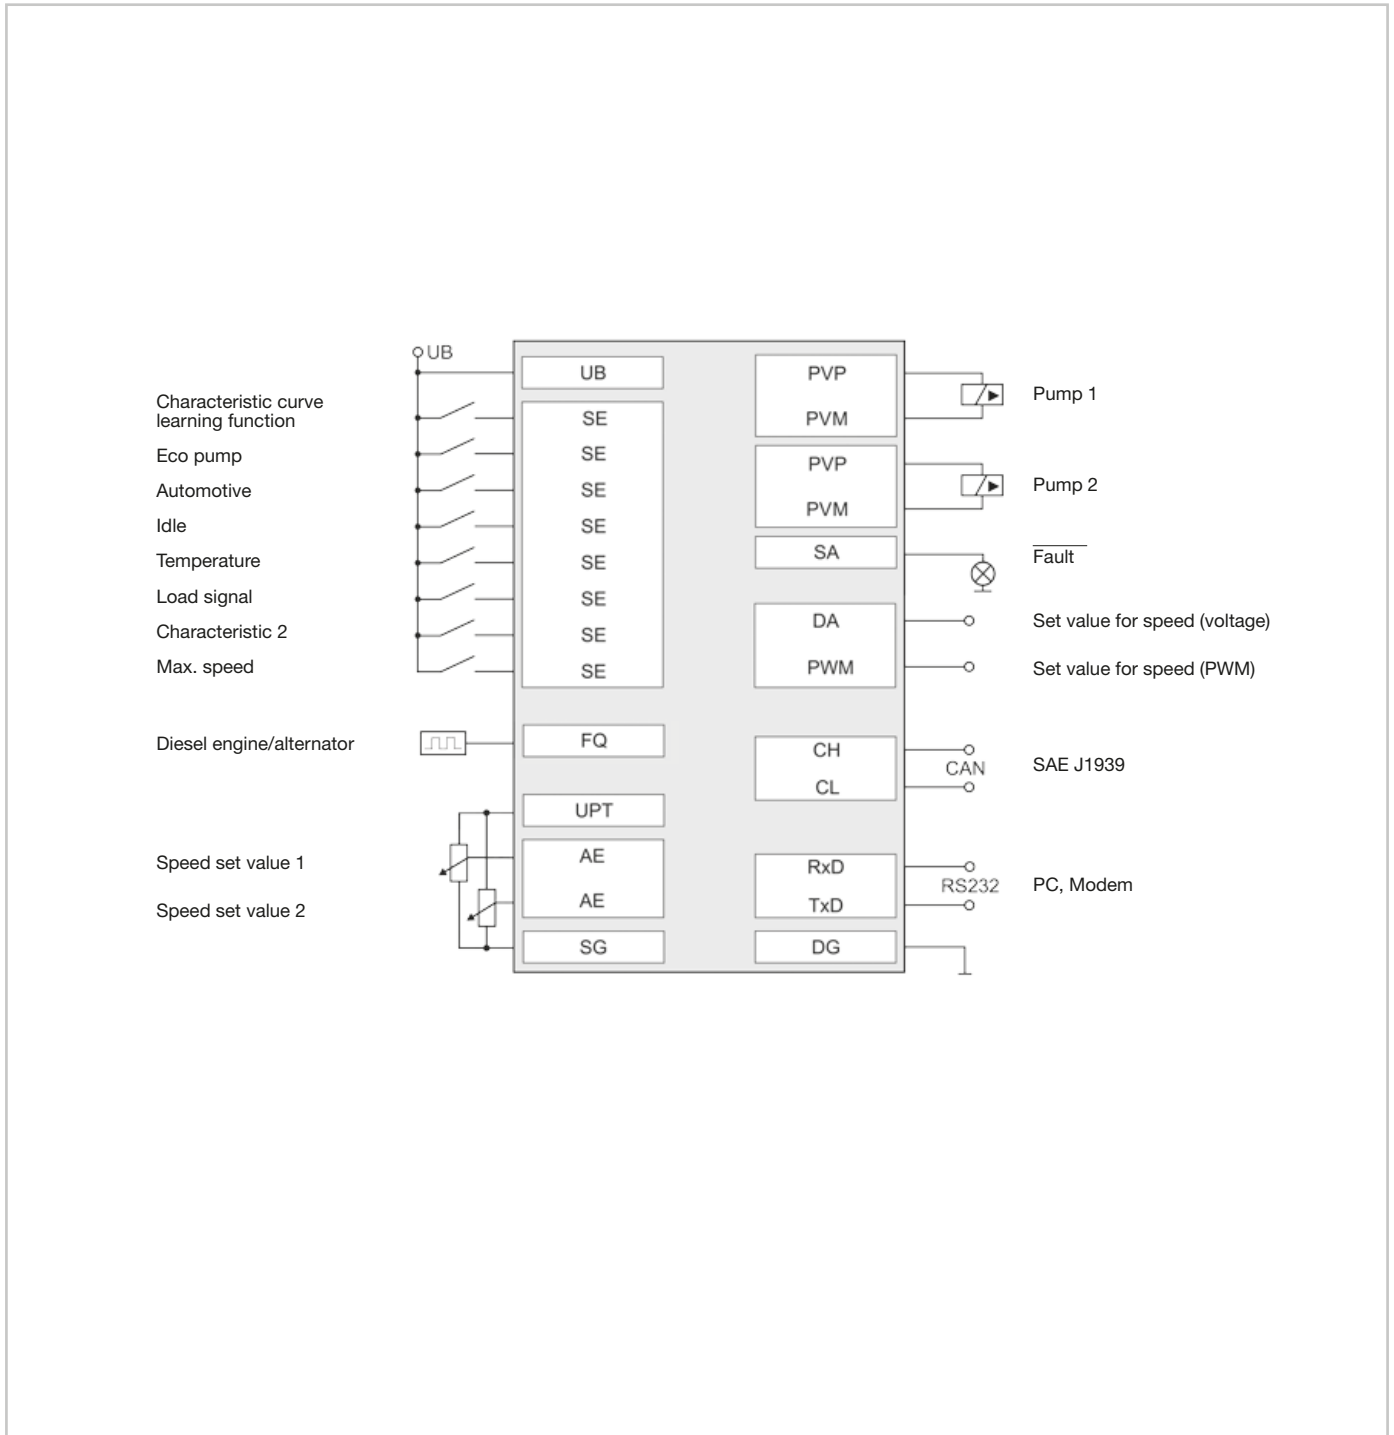 UB
Characteristic curve
learning function
Eco pump
Automotive
Idle
Temperature
Load signal
Characteristic 2
Max. speed
Diesel engine/alternator
Speed set value 1
Speed set value 2
UB
SE
SE
SE
SE
SE
SE
SE
SE
FQ
UPT
AE
AE
SG
PVP
PVM
PVP
PVM
SA
DA
PWM
CH
CL
RxD
TxD
DG
CAN
RS232
Pump 1
Pump 2
Fault
Set value for speed (voltage)
Set value for speed (PWM)
SAE J1939
PC, Modem